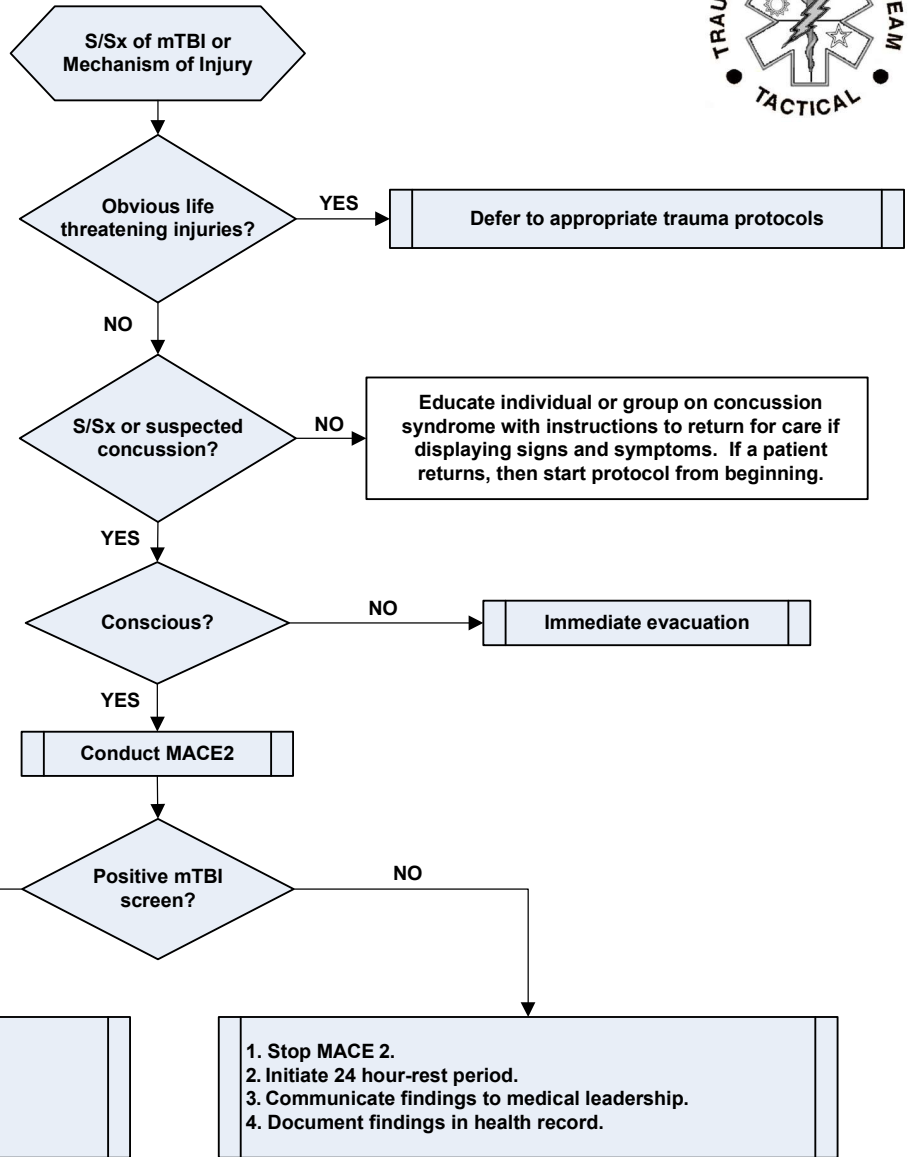 S/Sx of mTBI or
Mechanism of Injury
TACTICAL
Obvious life
threatening injuries?
YES
Defer to appropriate trauma protocols
NO
S/Sx or suspected
concussion?
NO
Educate individual or group on concussion
syndrome with instructions to return for care if
displaying signs and symptoms. If a patient
returns, then start protocol from beginning.
YES
Conscious?
NO
Immediate evacuation
YES
Conduct MACE2
Positive mTBI
screen?
NO
1. Stop MACE 2.
2. Initiate 24 hour-rest period.
3. Communicate findings to medical leadership.
4. Document findings in health record.